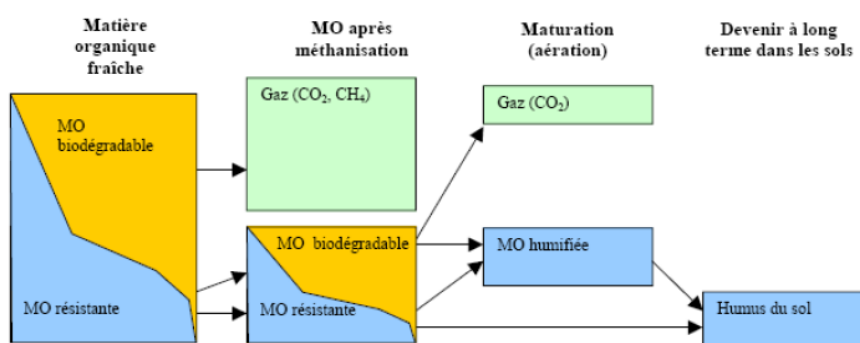 Matière
organique
fraîche
MO après
méthanisation
Maturation
(aération)
Devenir à long
terme dans les sols
MO
biodégradable
MO résistante
Gaz (CO₂, CH₄)
MO biodégradable
MO résistante
Gaz (CO₂)
MO humifiée
Humus du sol